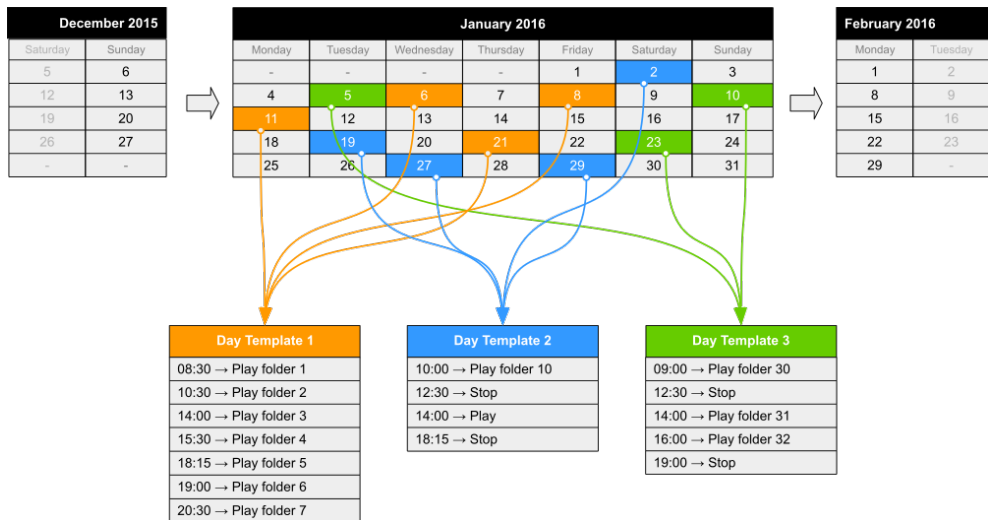 December 2015 January 2016 February 2016
Saturday Sunday Monday Tuesday Wednesday Thursday Friday Saturday Sunday Monday Tuesday
5 6 - - - - 1 2 3 1 2
12 13 4 5 6 7 8 9 10 8 9
19 20 11 12 13 14 15 16 17 15 16
26 27 18 19 20 21 22 23 24 22 23
- - 25 26 27 28 29 30 31 29 -
Day Template 1 Day Template 2 Day Template 3
08:30 → Play folder 1 10:00 → Play folder 10 09:00 → Play folder 30
10:30 → Play folder 2 12:30 → Stop 12:30 → Stop
14:00 → Play folder 3 14:00 → Play 14:00 → Play folder 31
15:30 → Play folder 4 18:15 → Stop 16:00 → Play folder 32
18:15 → Play folder 5 19:00 → Stop
19:00 → Play folder 6
20:30 → Play folder 7